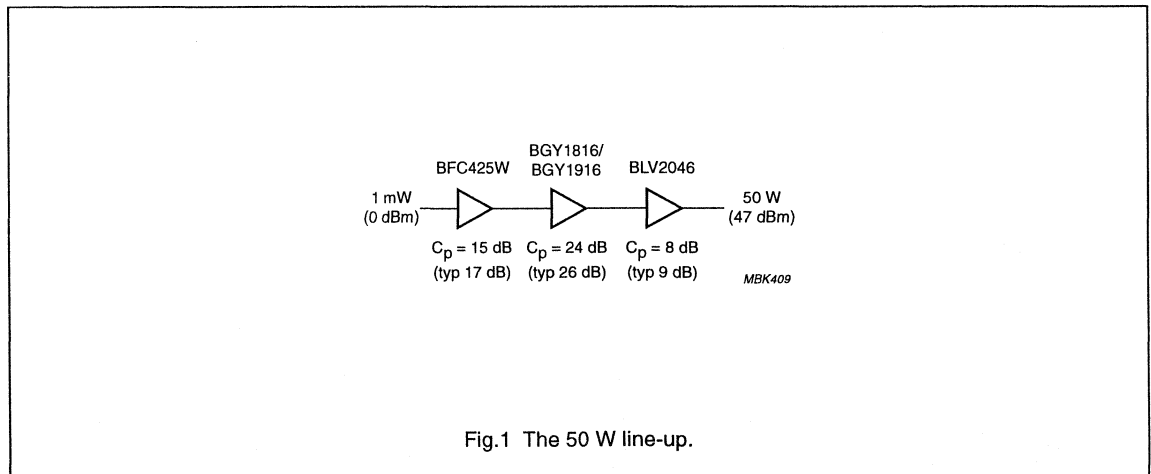 BFC425W
BGY1816/
BGY1916
BLV2046
1 mW
(0 dBm)
50 W
(47 dBm)
Cp = 15 dB
(typ 17 dB)
Cp = 24 dB
(typ 26 dB)
Cp = 8 dB
(typ 9 dB)
MBK409
Fig.1 The 50 W line-up.